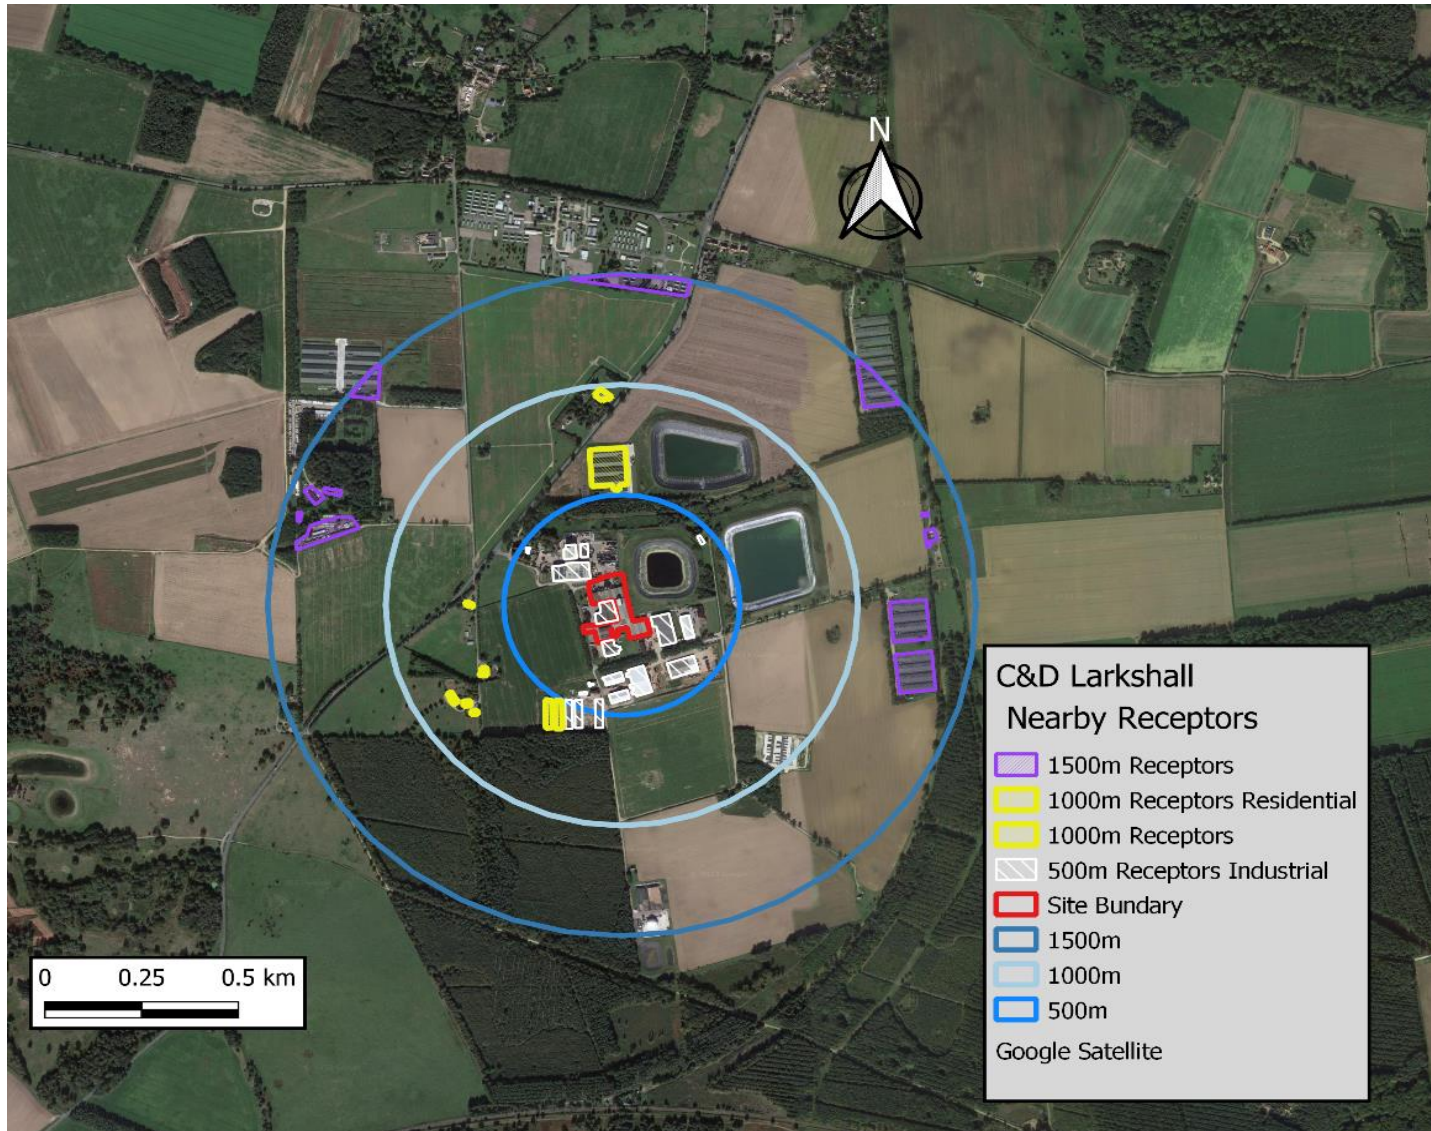 N
C&D Larkshall
Nearby Receptors
1500m Receptors
1000m Receptors Residential
1000m Receptors
500m Receptors Industrial
Site Bundary
1500m
1000m
500m
Google Satellite
0 0.25 0.5 km